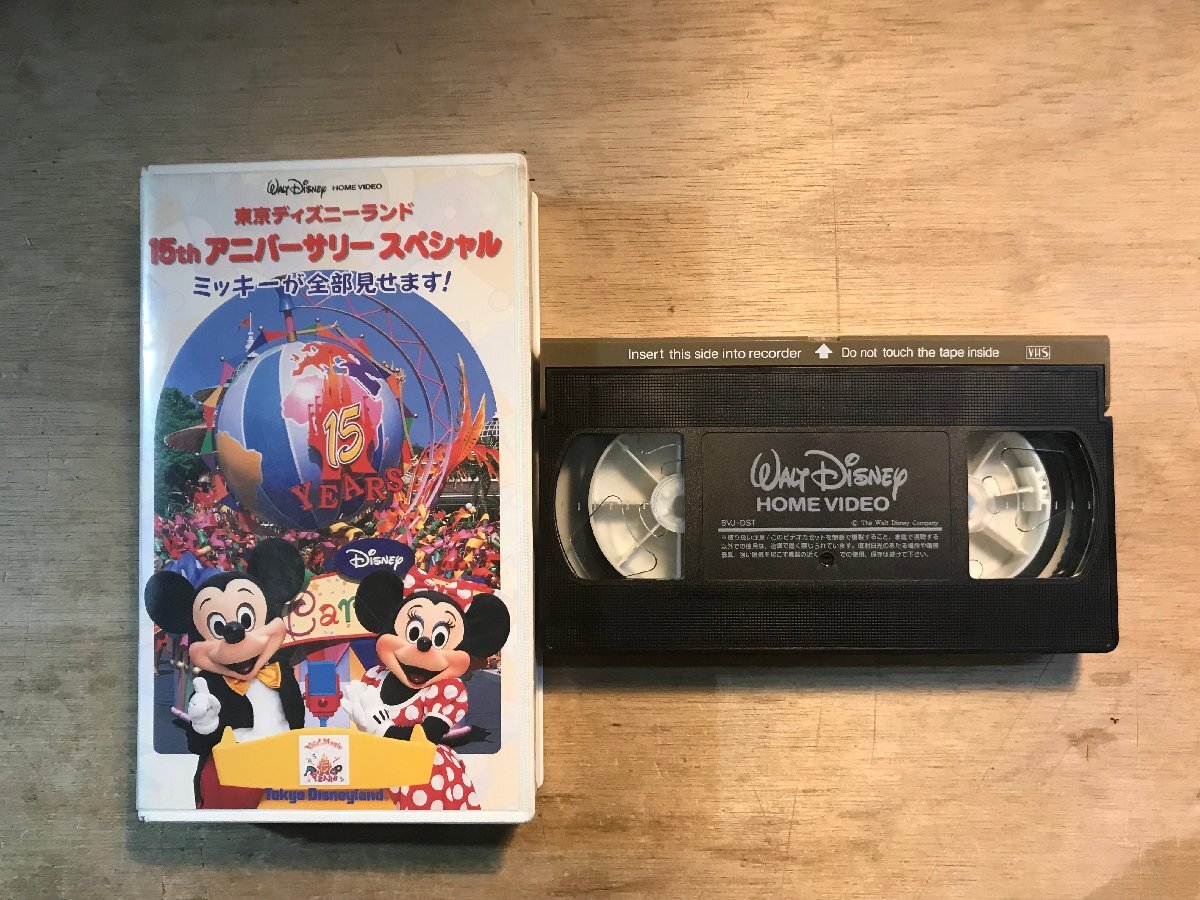 WALT DISNEY HOME VIDEO
東京ディズニーランド
15th アニバーサリー スペシャル
ミッキーが全部見せます!
15
YEARS
DISNEY
Car
Tokyo Disneyland
Insert this side into recorder Do not touch the tape inside VHS
WALT DISNEY
HOME VIDEO
BVJ-DST © The Walt Disney Company